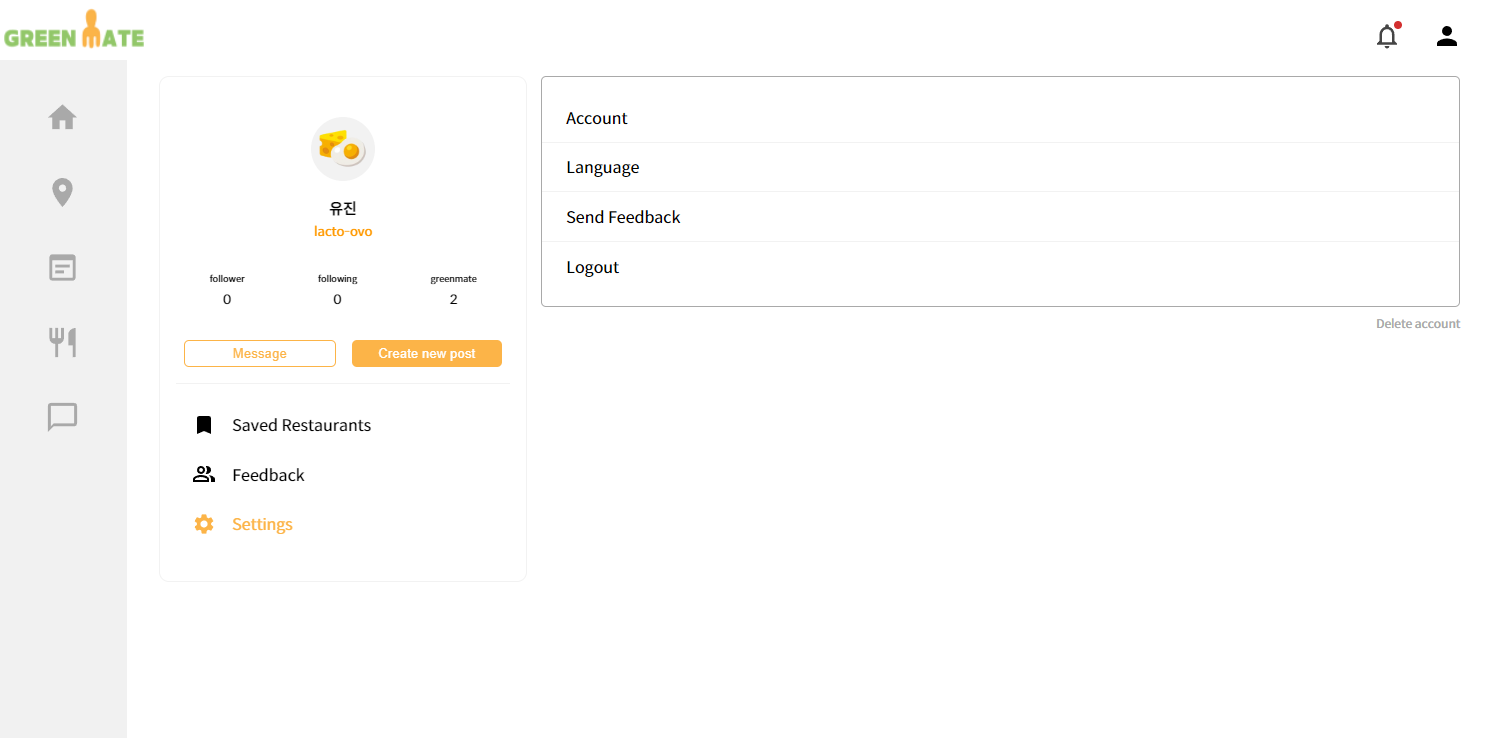 GREEN MATE
유진
lacto-ovo
follower following greenmate
0 0 2
Message Create new post
Saved Restaurants
Feedback
Settings
Account
Language
Send Feedback
Logout
Delete account